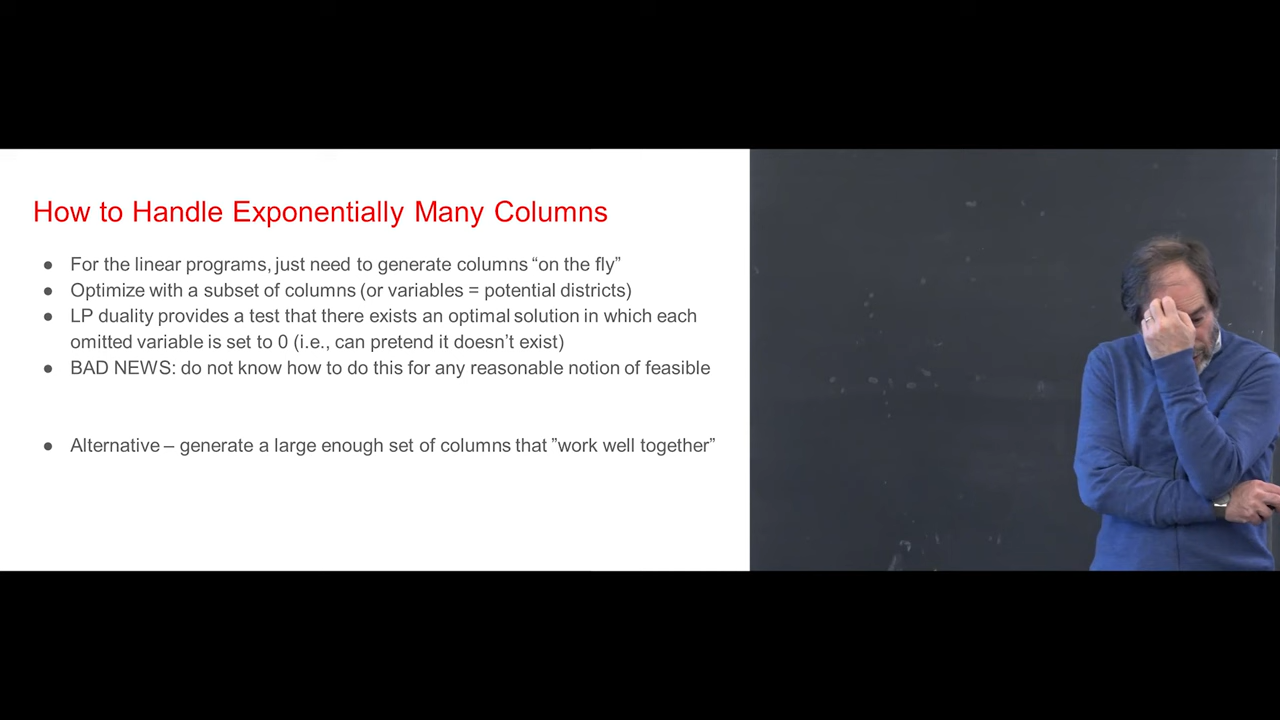 How to Handle Exponentially Many Columns
● For the linear programs, just need to generate columns “on the fly”
● Optimize with a subset of columns (or variables = potential districts)
● LP duality provides a test that there exists an optimal solution in which each
omitted variable is set to 0 (i.e., can pretend it doesn’t exist)
● BAD NEWS: do not know how to do this for any reasonable notion of feasible
● Alternative – generate a large enough set of columns that ”work well together”